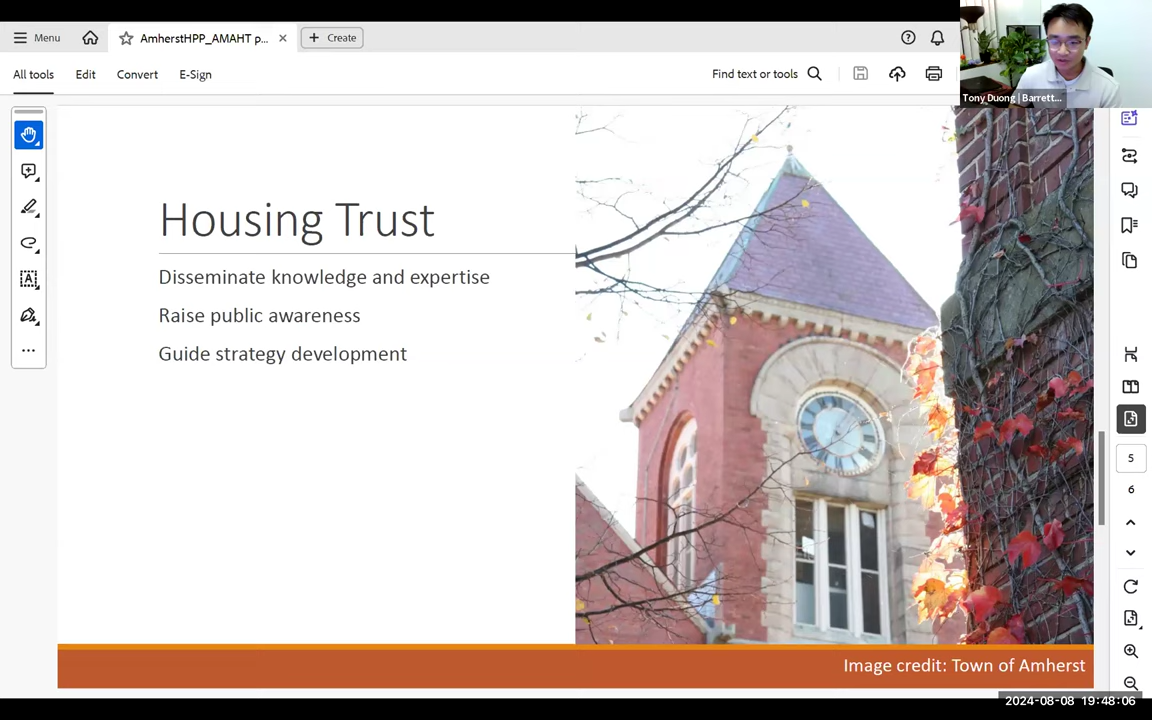 Menu
AmherstHPP_AMAHT p...
Create
All tools
Edit
Convert
E-Sign
Find text or tools
Tony Duong | Barrett...
Housing Trust
Disseminate knowledge and expertise
Raise public awareness
Guide strategy development
5
6
Image credit: Town of Amherst
2024-08-08 19:48:06